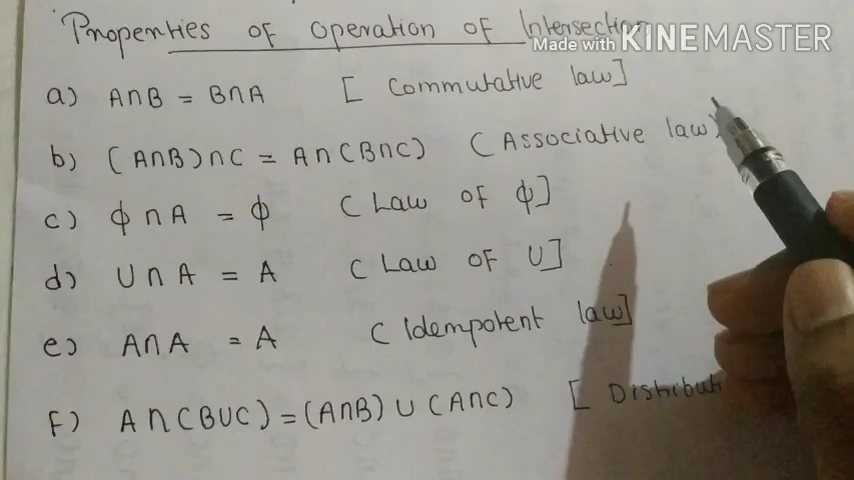 Properties of Operation of Intersection
Made with KINEMASTER
a) A∩B = B∩A [ Commutative law]
b) (A∩B)∩C = A∩(B∩C) ( Associative law)
c) ϕ ∩ A = ϕ ( Law of ϕ]
d) U ∩ A = A ( Law of U]
e) A∩A = A ( Idempotent law]
F) A ∩ (B∪C) = (A∩B) ∪ (A∩C) [ Distribut